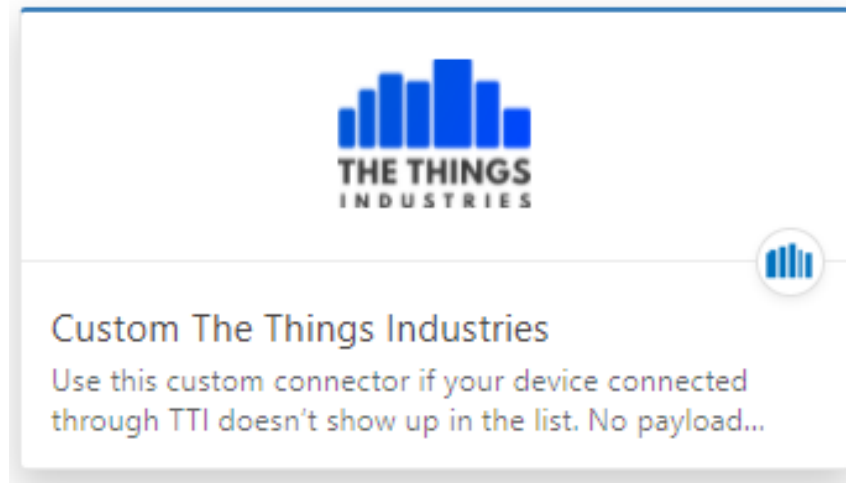 THE THINGS
INDUSTRIES
Custom The Things Industries
Use this custom connector if your device connected
through TTI doesn’t show up in the list. No payload...